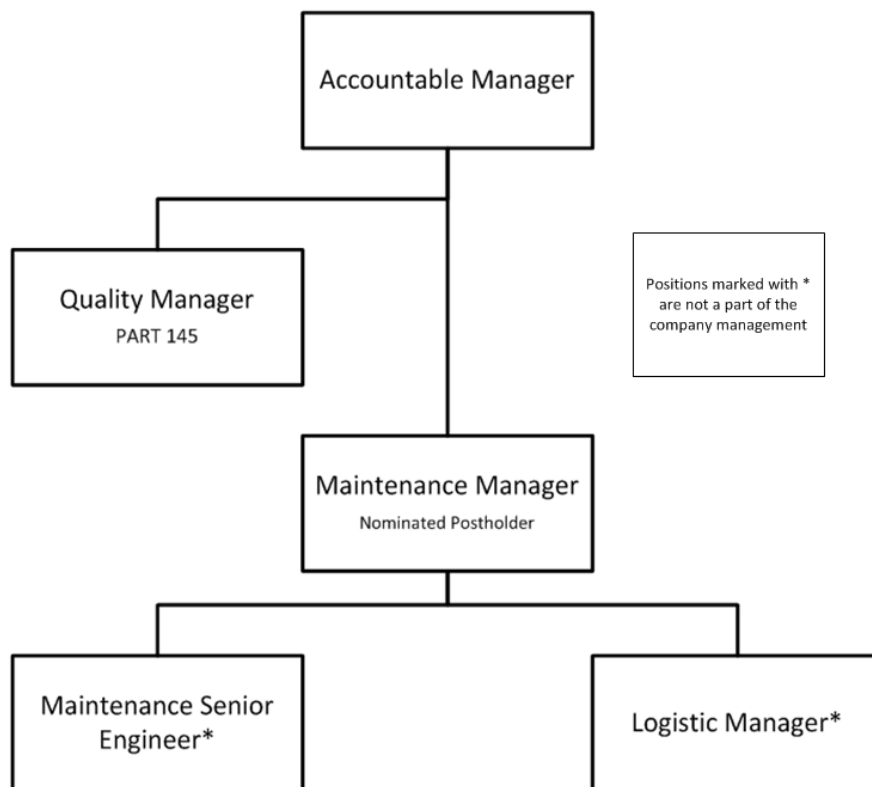 Accountable Manager
Quality Manager
PART 145
Positions marked with *
are not a part of the
company management
Maintenance Manager
Nominated Postholder
Maintenance Senior
Engineer*
Logistic Manager*